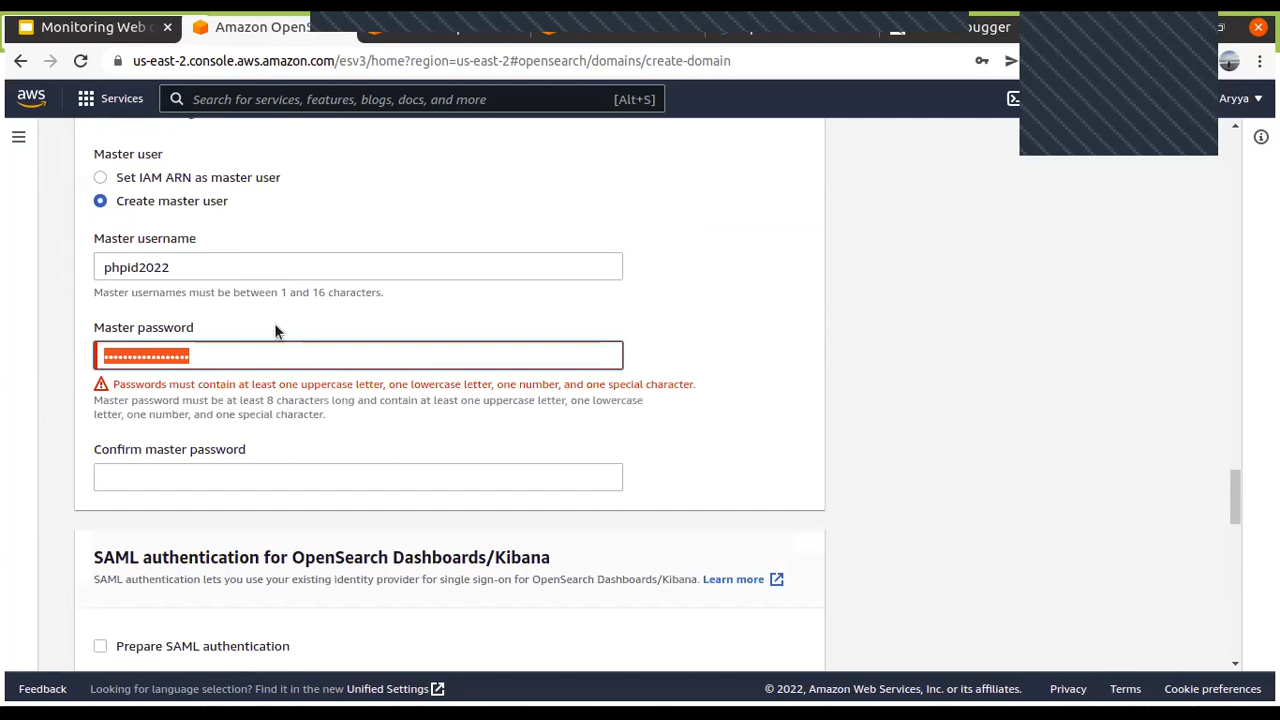 Monitoring Web
Amazon OpenS
ugger
us-east-2.console.aws.amazon.com/esv3/home?region=us-east-2#opensearch/domains/create-domain
aws
Services
Search for services, features, blogs, docs, and more
[Alt+S]
Aryya
Master user
Set IAM ARN as master user
Create master user
Master username
phpid2022
Master usernames must be between 1 and 16 characters.
Master password
••••••••••••••••••
Passwords must contain at least one uppercase letter, one lowercase letter, one number, and one special character.
Master password must be at least 8 characters long and contain at least one uppercase letter, one lowercase
letter, one number, and one special character.
Confirm master password
SAML authentication for OpenSearch Dashboards/Kibana
SAML authentication lets you use your existing identity provider for single sign-on for OpenSearch Dashboards/Kibana. Learn more
Prepare SAML authentication
Feedback
Looking for language selection? Find it in the new Unified Settings
© 2022, Amazon Web Services, Inc. or its affiliates.
Privacy
Terms
Cookie preferences